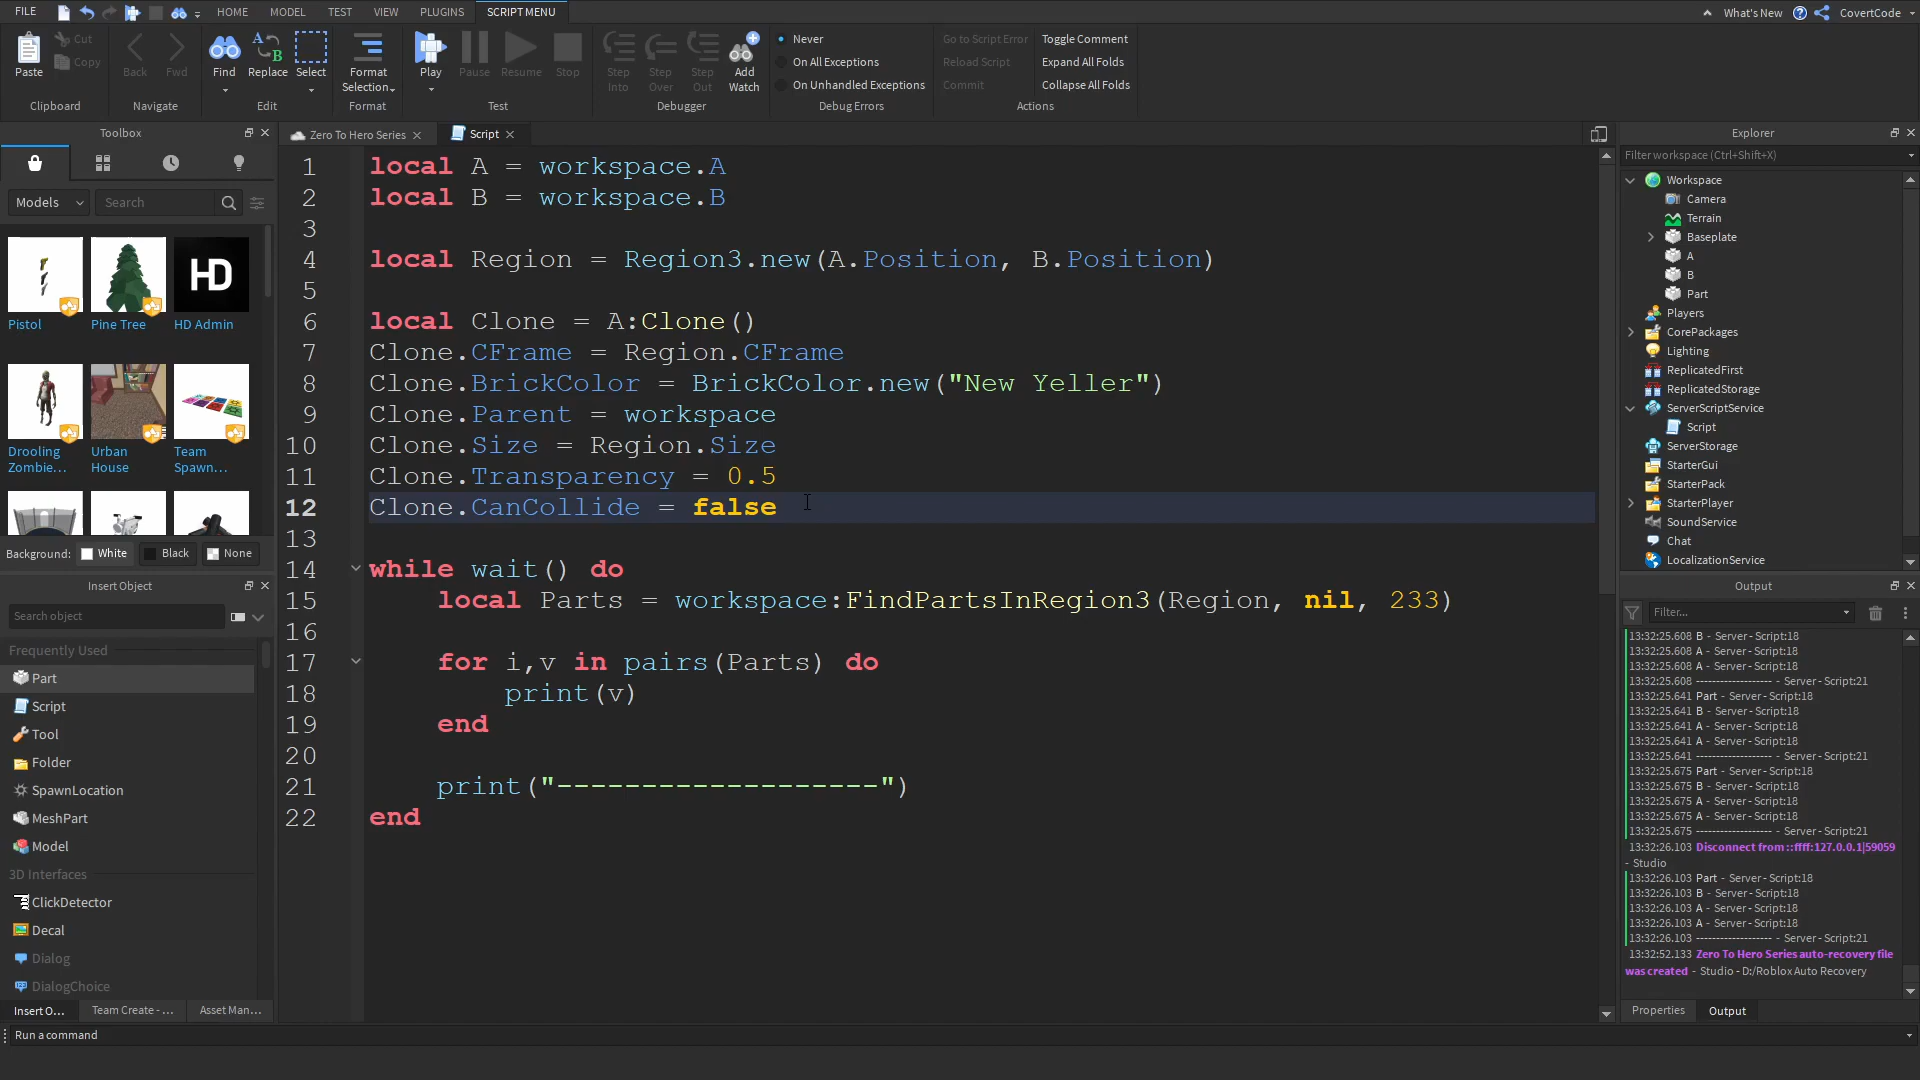 FILE HOME MODEL TEST VIEW PLUGINS SCRIPT MENU What's New CovertCode
Paste Cut Copy
Clipboard
Back Fwd
Navigate
Find Replace Select
Edit
Format Selection
Format
Play Pause Resume Stop
Test
Step Into Step Over Step Out Add Watch
Debugger
Never
On All Exceptions
On Unhandled Exceptions
Debug Errors
Go to Script Error Toggle Comment
Reload Script Expand All Folds
Commit Collapse All Folds
Actions
Toolbox
Models Search
HD
Pistol Pine Tree HD Admin
Drooling Zombie... Urban House Team Spawn...
Background: White Black None
Insert Object
Search object
Frequently Used
Part
Script
Tool
Folder
SpawnLocation
MeshPart
Model
3D Interfaces
ClickDetector
Decal
Dialog
DialogChoice
Insert O... Team Create - ... Asset Man...
Run a command
Zero To Hero Series Script
1 local A = workspace.A
2 local B = workspace.B
3
4 local Region = Region3.new(A.Position, B.Position)
5
6 local Clone = A:Clone()
7 Clone.CFrame = Region.CFrame
8 Clone.BrickColor = BrickColor.new("New Yeller")
9 Clone.Parent = workspace
10 Clone.Size = Region.Size
11 Clone.Transparency = 0.5
12 Clone.CanCollide = false
13
14 while wait() do
15 local Parts = workspace:FindPartsInRegion3(Region, nil, 233)
16
17 for i,v in pairs(Parts) do
18 print(v)
19 end
20
21 print("-------------------")
22 end
Explorer
Filter workspace (Ctrl+Shift+X)
Workspace
Camera
Terrain
Baseplate
A
B
Part
Players
CorePackages
Lighting
ReplicatedFirst
ReplicatedStorage
ServerScriptService
Script
ServerStorage
StarterGui
StarterPack
StarterPlayer
SoundService
Chat
LocalizationService
Output
Filter...
13:32:25.608 B - Server - Script:18
13:32:25.608 A - Server - Script:18
13:32:25.608 A - Server - Script:18
13:32:25.608 ------------------- - Server - Script:21
13:32:25.641 Part - Server - Script:18
13:32:25.641 B - Server - Script:18
13:32:25.641 A - Server - Script:18
13:32:25.641 A - Server - Script:18
13:32:25.641 ------------------- - Server - Script:21
13:32:25.675 Part - Server - Script:18
13:32:25.675 B - Server - Script:18
13:32:25.675 A - Server - Script:18
13:32:25.675 A - Server - Script:18
13:32:25.675 ------------------- - Server - Script:21
13:32:26.103 Disconnect from ::ffff:127.0.0.1|59059
- Studio
13:32:26.103 Part - Server - Script:18
13:32:26.103 B - Server - Script:18
13:32:26.103 A - Server - Script:18
13:32:26.103 A - Server - Script:18
13:32:26.103 ------------------- - Server - Script:21
13:32:52.133 Zero To Hero Series auto-recovery file
was created - Studio - D:/Roblox Auto Recovery
Properties Output